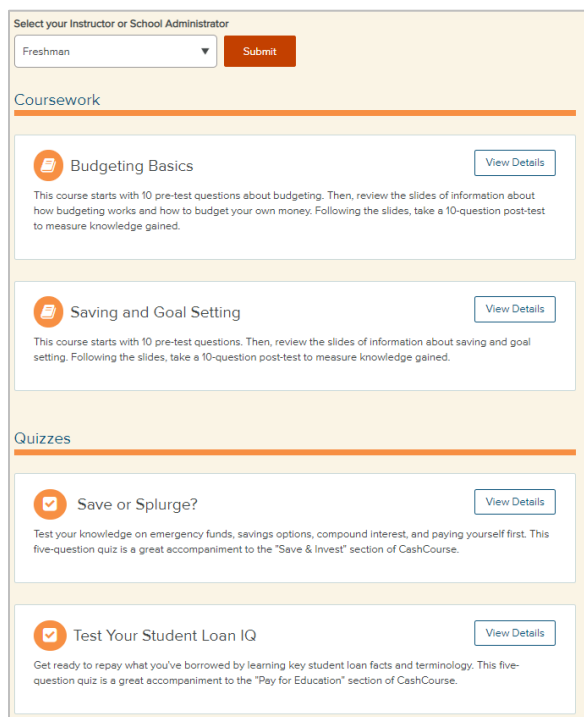 Select your Instructor or School Administrator
Freshman
Submit
Coursework
Budgeting Basics
View Details
This course starts with 10 pre-test questions about budgeting. Then, review the slides of information about
how budgeting works and how to budget your own money. Following the slides, take a 10-question post-test
to measure knowledge gained.
Saving and Goal Setting
View Details
This course starts with 10 pre-test questions. Then, review the slides of information about saving and goal
setting. Following the slides, take a 10-question post-test to measure knowledge gained.
Quizzes
Save or Splurge?
View Details
Test your knowledge on emergency funds, savings options, compound interest, and paying yourself first. This
five-question quiz is a great accompaniment to the "Save & Invest" section of CashCourse.
Test Your Student Loan IQ
View Details
Get ready to repay what you've borrowed by learning key student loan facts and terminology. This five-
question quiz is a great accompaniment to the "Pay for Education" section of CashCourse.